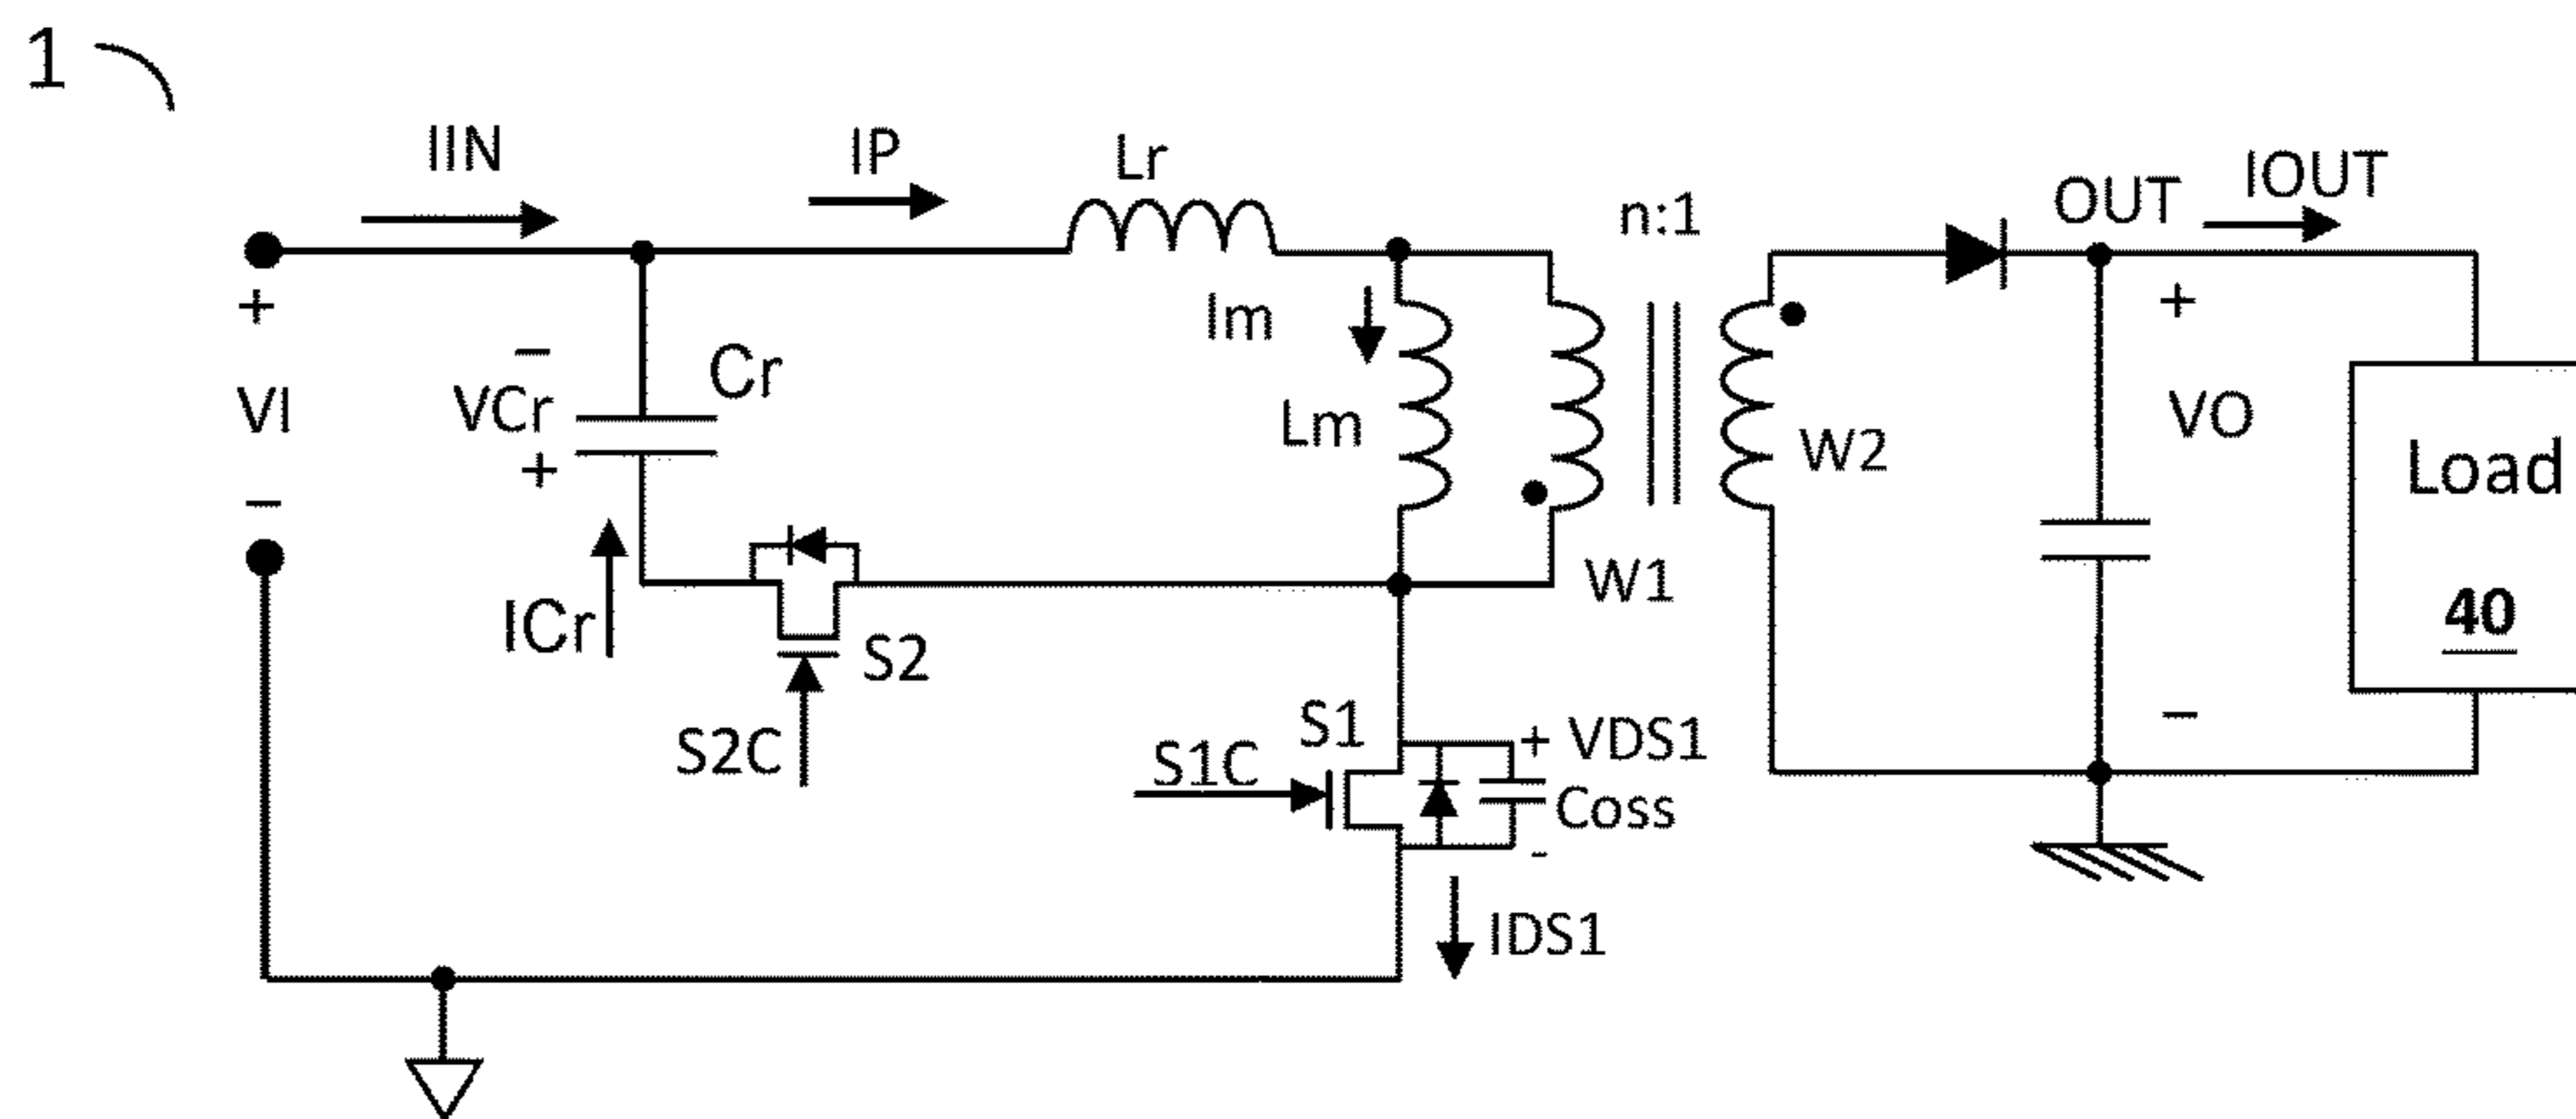 1
IIN
IP
Lr
n:1
OUT
IOUT
+
VI
−
−
VCr
+
Cr
ICr
Im
Lm
W1
W2
+
VO
−
Load
40
S2
S2C
S1
S1C
+ VDS1
Coss
-
IDS1